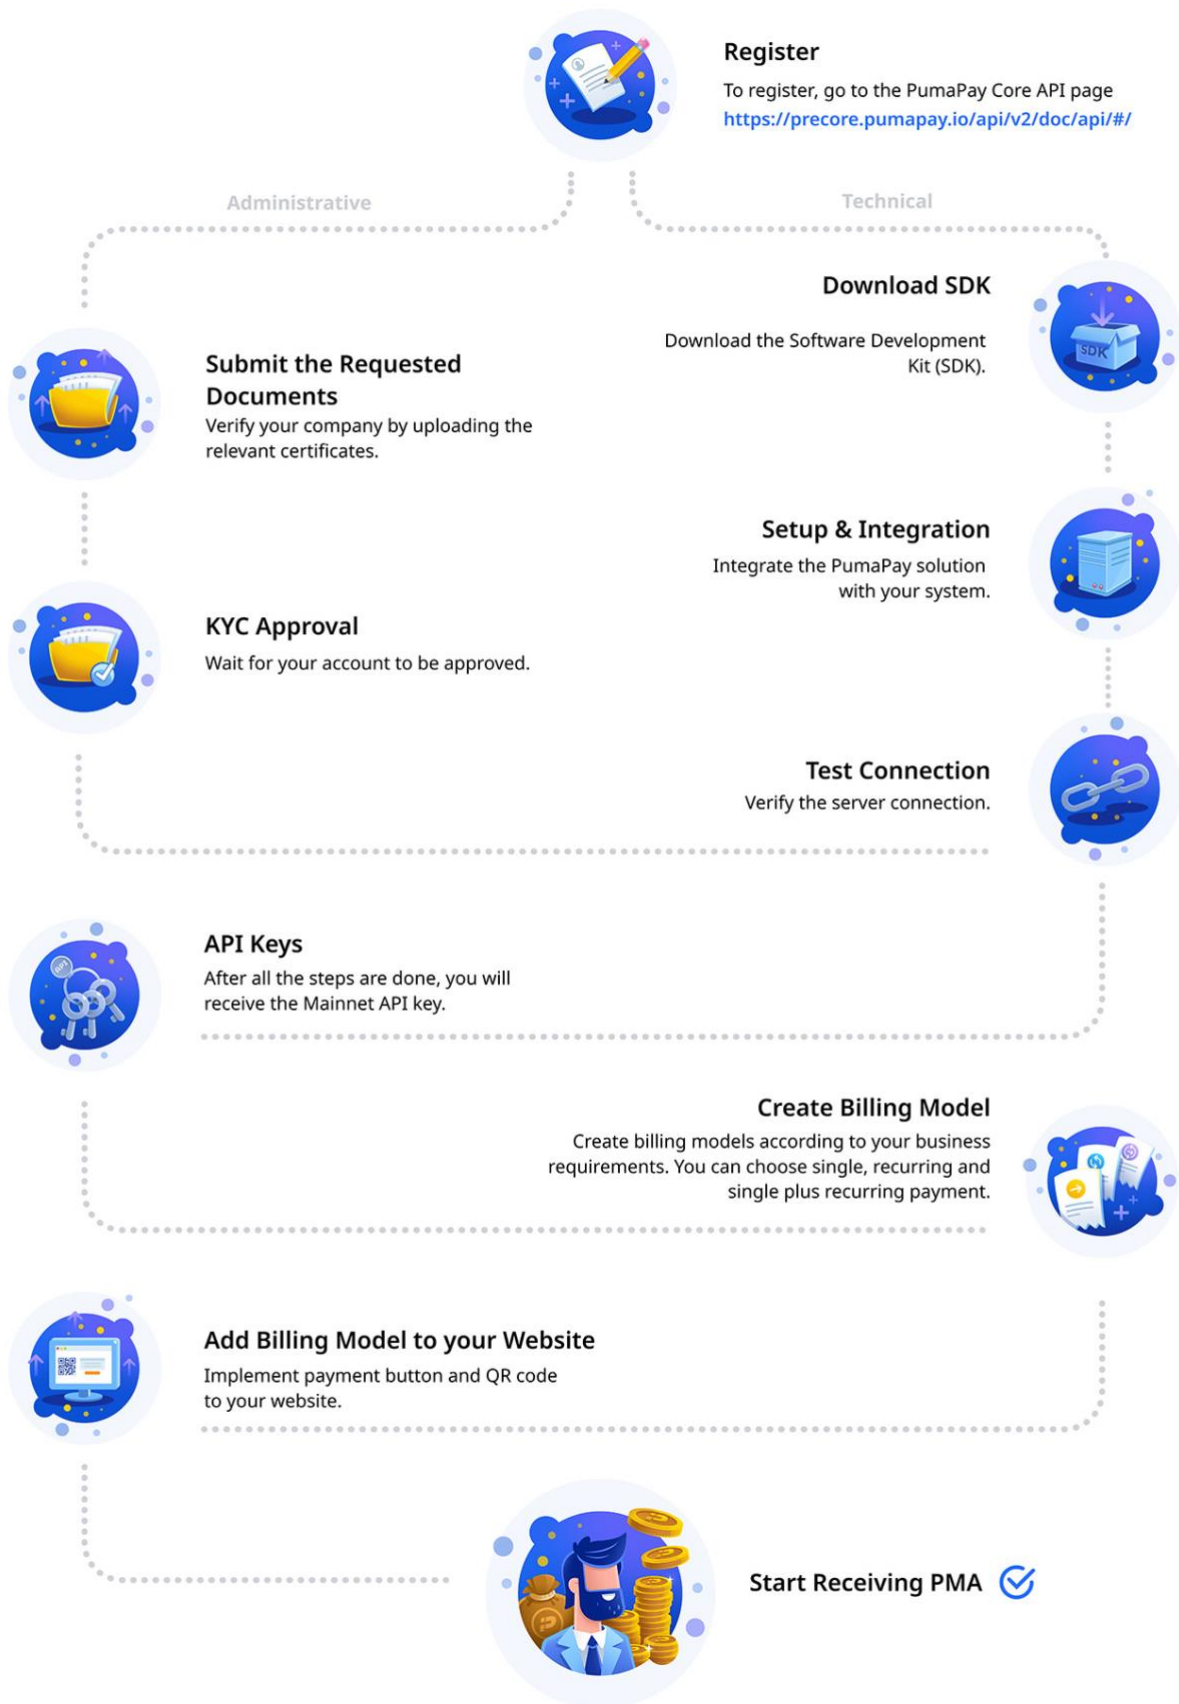 Register
To register, go to the PumaPay Core API page
https://precore.pumapay.io/api/v2/doc/api/#/
Administrative
Technical
Download SDK
Download the Software Development
Kit (SDK).
SDK
Submit the Requested
Documents
Verify your company by uploading the
relevant certificates.
Setup & Integration
Integrate the PumaPay solution
with your system.
KYC Approval
Wait for your account to be approved.
Test Connection
Verify the server connection.
API
API Keys
After all the steps are done, you will
receive the Mainnet API key.
Create Billing Model
Create billing models according to your business
requirements. You can choose single, recurring and
single plus recurring payment.
Add Billing Model to your Website
Implement payment button and QR code
to your website.
Start Receiving PMA